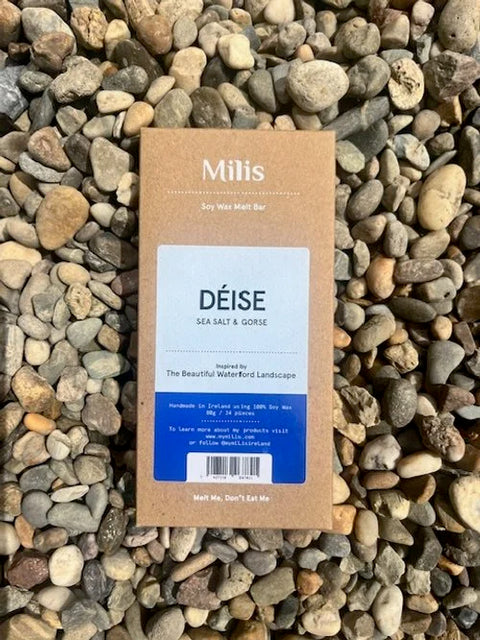 Milis
Soy Wax Melt Bar
DÉISE
SEA SALT & GORSE
Inspired by
The Beautiful Waterford Landscape
Handmade in Ireland using 100% Soy Wax
80g / 14 pieces
To learn more about my products visit
www.mymilis.com
or follow @mymilisireland
Melt Me, Don't Eat Me